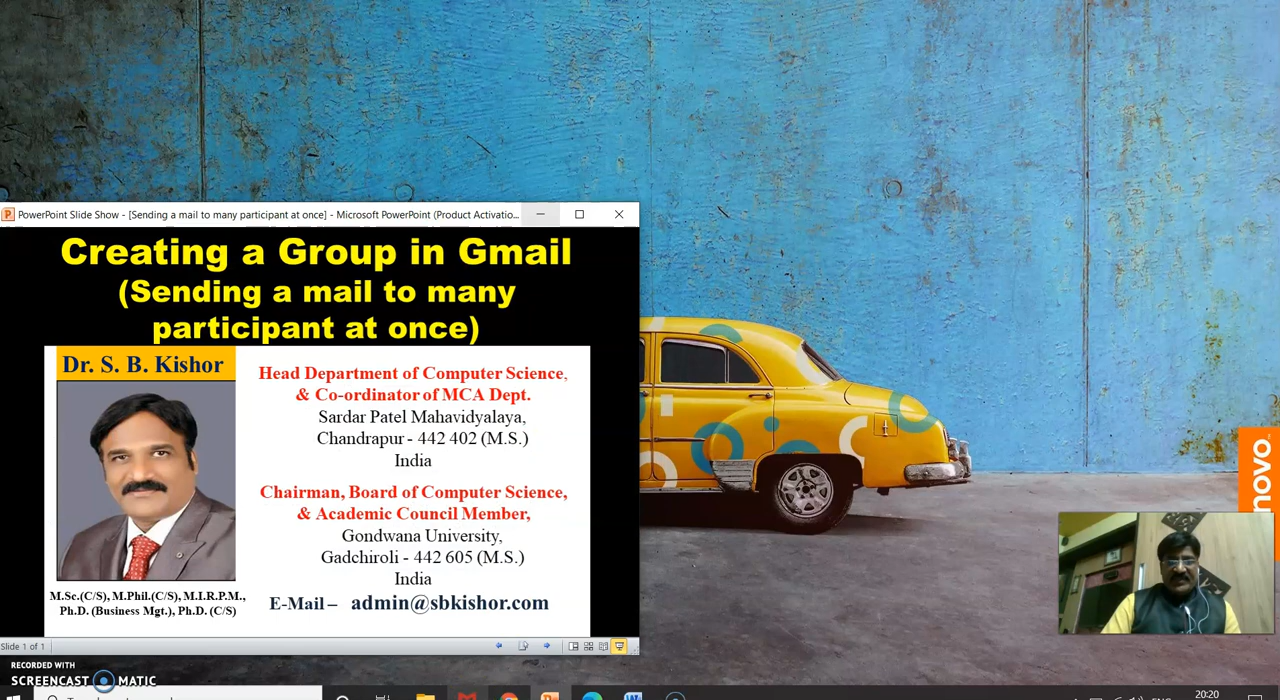 PowerPoint Slide Show - [Sending a mail to many participant at once] - Microsoft PowerPoint (Product Activatio...
Creating a Group in Gmail
(Sending a mail to many
participant at once)
Dr. S. B. Kishor
M.Sc.(C/S), M.Phil.(C/S), M.I.R.P.M.,
Ph.D. (Business Mgt.), Ph.D. (C/S)
Head Department of Computer Science,
& Co-ordinator of MCA Dept.
Sardar Patel Mahavidyalaya,
Chandrapur - 442 402 (M.S.)
India
Chairman, Board of Computer Science,
& Academic Council Member,
Gondwana University,
Gadchiroli - 442 605 (M.S.)
India
E-Mail – admin@sbkishor.com
Slide 1 of 1
novo
RECORDED WITH
SCREENCAST MATIC
20:20